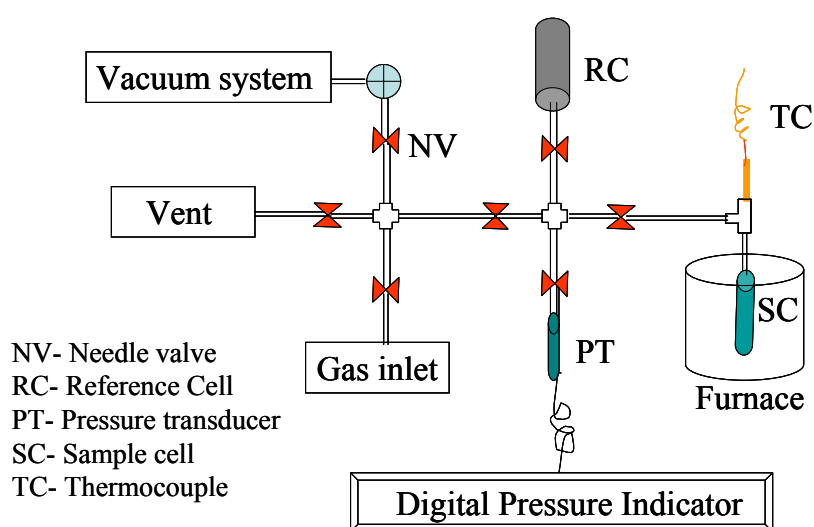 Vacuum system
RC
TC
NV
Vent
SC
Gas inlet
PT
Furnace
NV- Needle valve
RC- Reference Cell
PT- Pressure transducer
SC- Sample cell
TC- Thermocouple
Digital Pressure Indicator